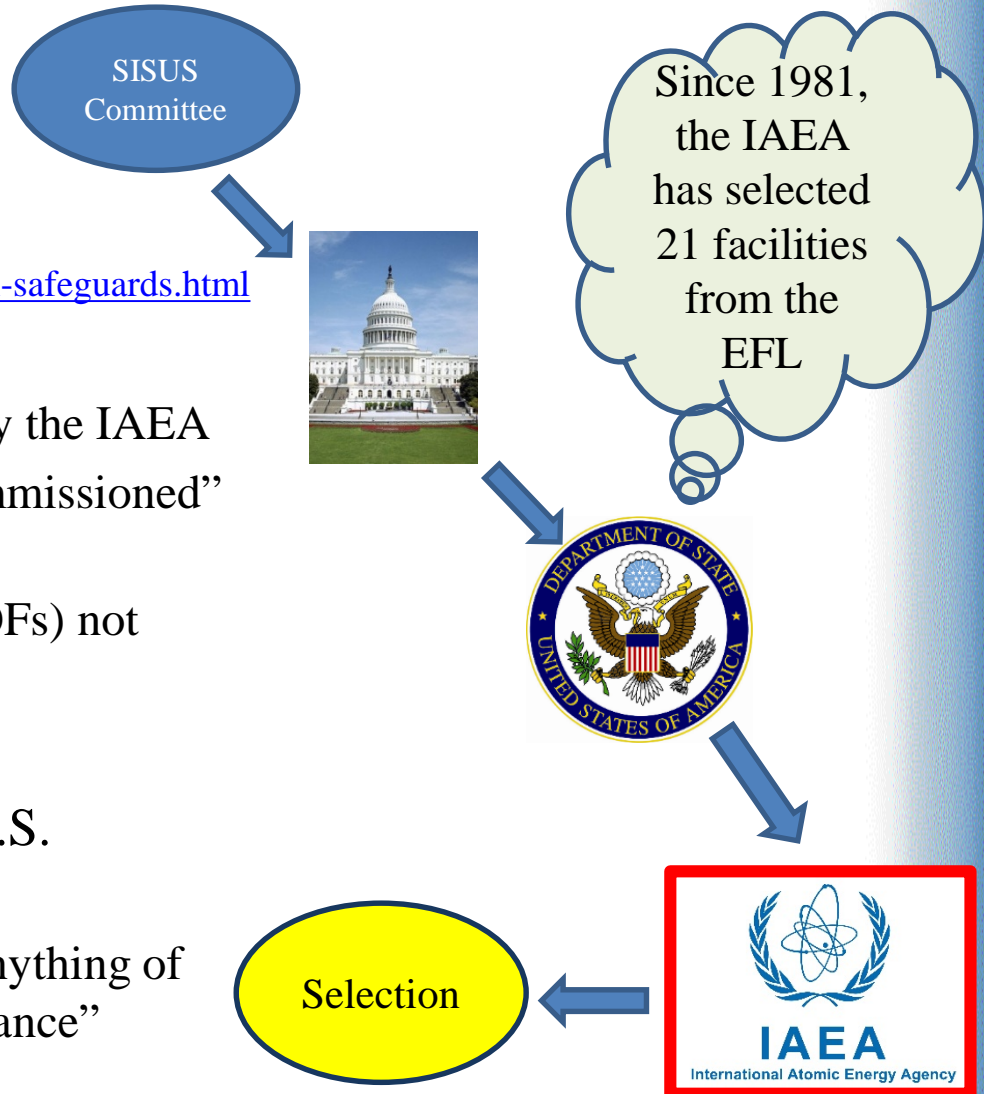 SISUS
Committee
Since 1981,
the IAEA
has selected
21 facilities
from the
EFL
-safeguards.html
y the IAEA
nmissioned”
DEPARTMENT OF STATE
UNITED STATES OF AMERICA
Fs) not
.S.
nything of
ance”
Selection
IAEA
International Atomic Energy Agency